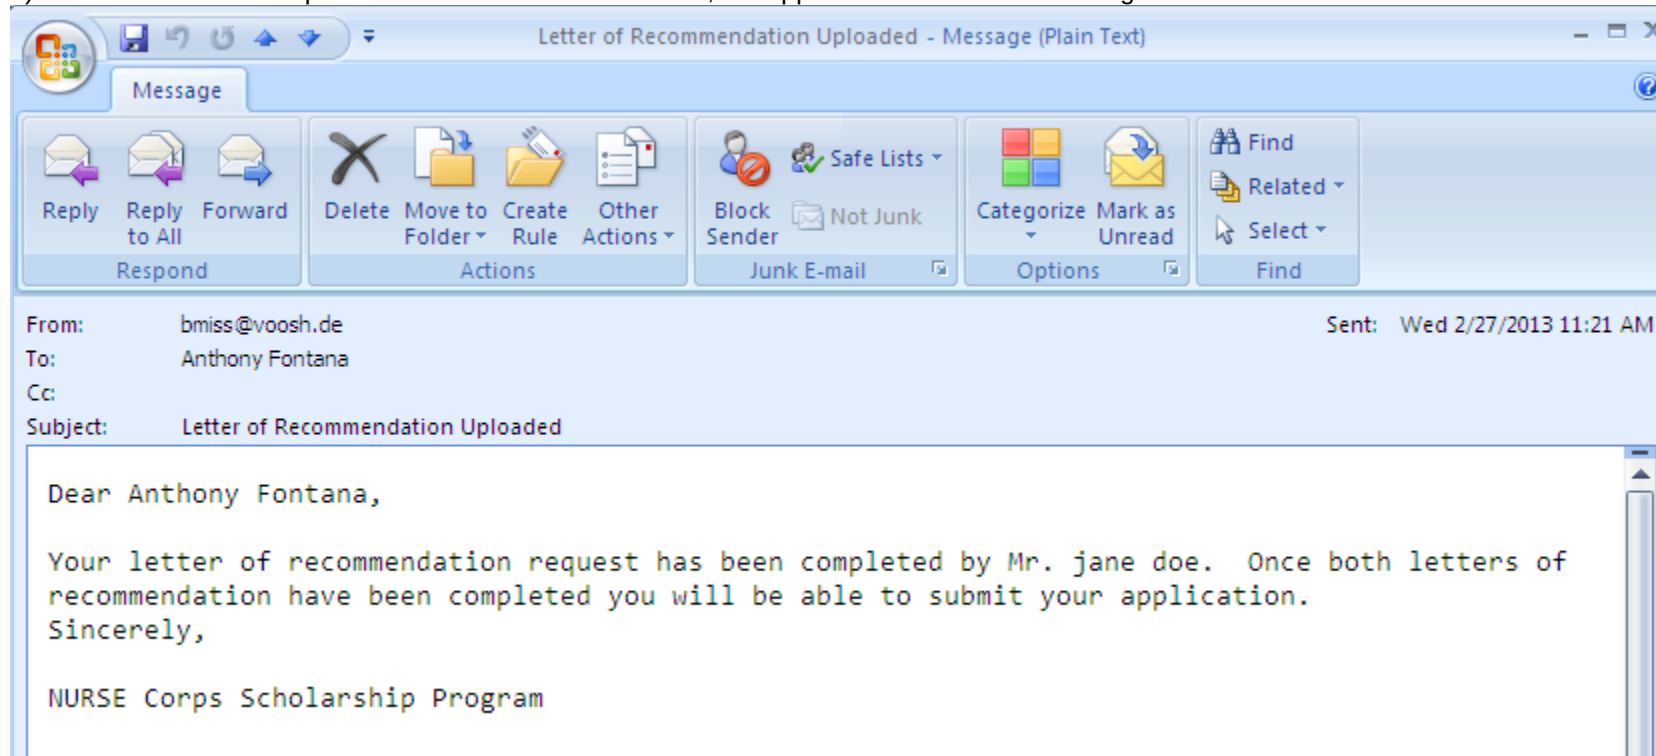 Letter of Recommendation Uploaded - Message (Plain Text)
Message
Reply
Reply to All
Forward
Respond
Delete
Move to Folder
Create Rule
Other Actions
Actions
Block Sender
Safe Lists
Not Junk
Junk E-mail
Categorize
Mark as Unread
Options
Find
Related
Select
Find
From: bmiss@voosh.de
Sent: Wed 2/27/2013 11:21 AM
To: Anthony Fontana
Cc:
Subject: Letter of Recommendation Uploaded
Dear Anthony Fontana,
Your letter of recommendation request has been completed by Mr. jane doe. Once both letters of
recommendation have been completed you will be able to submit your application.
Sincerely,
NURSE Corps Scholarship Program